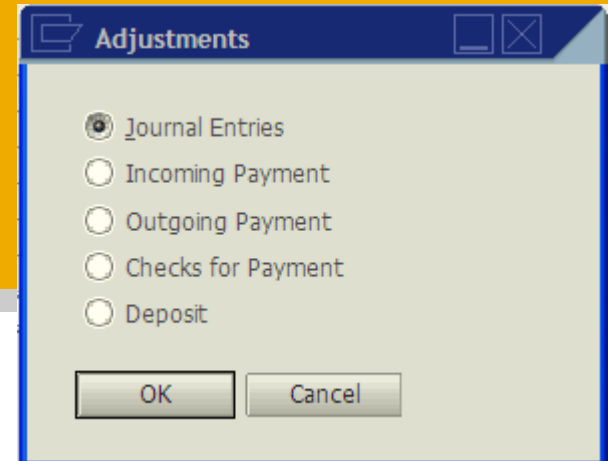 Adjustments
Journal Entries
Incoming Payment
Outgoing Payment
Checks for Payment
Deposit
OK Cancel